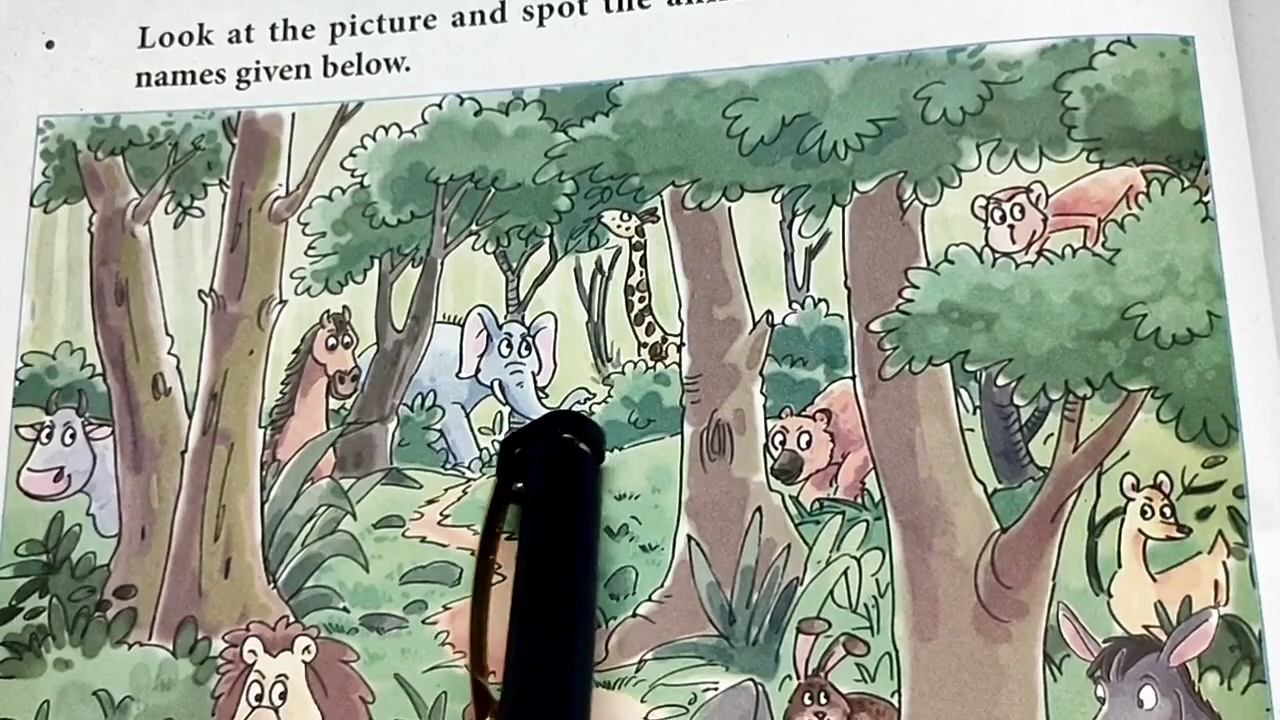 Look at the picture and spot the
names given below.